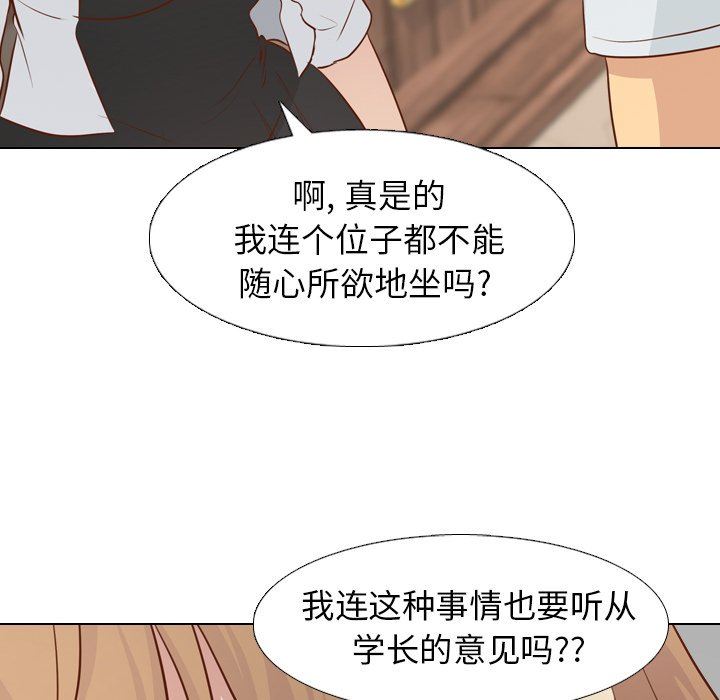 啊, 真是的
我连个位子都不能
随心所欲地坐吗?
我连这种事情也要听从
学长的意见吗??